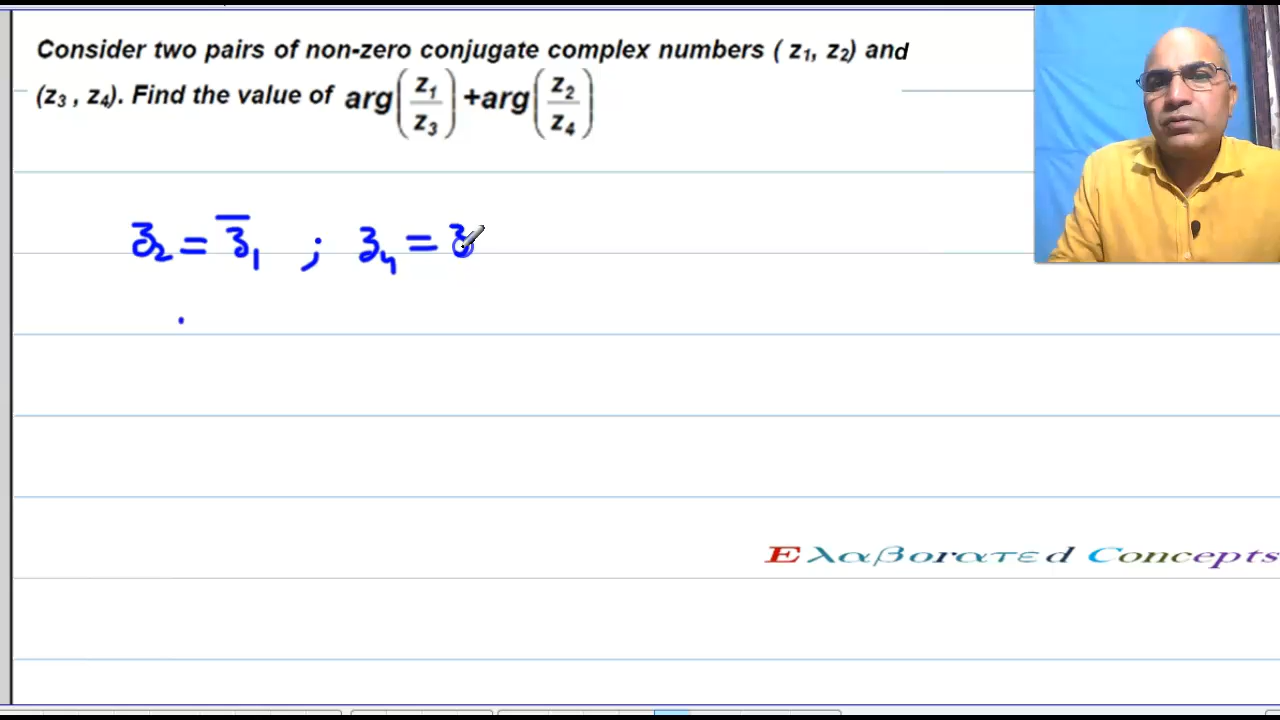 Consider two pairs of non-zero conjugate complex numbers ( z₁, z₂) and
(z₃ , z₄). Find the value of arg(z₁/z₃) +arg(z₂/z₄)
z₂ = z̅₁ ; z₄ = z
Eλαβοrατεd Concepts